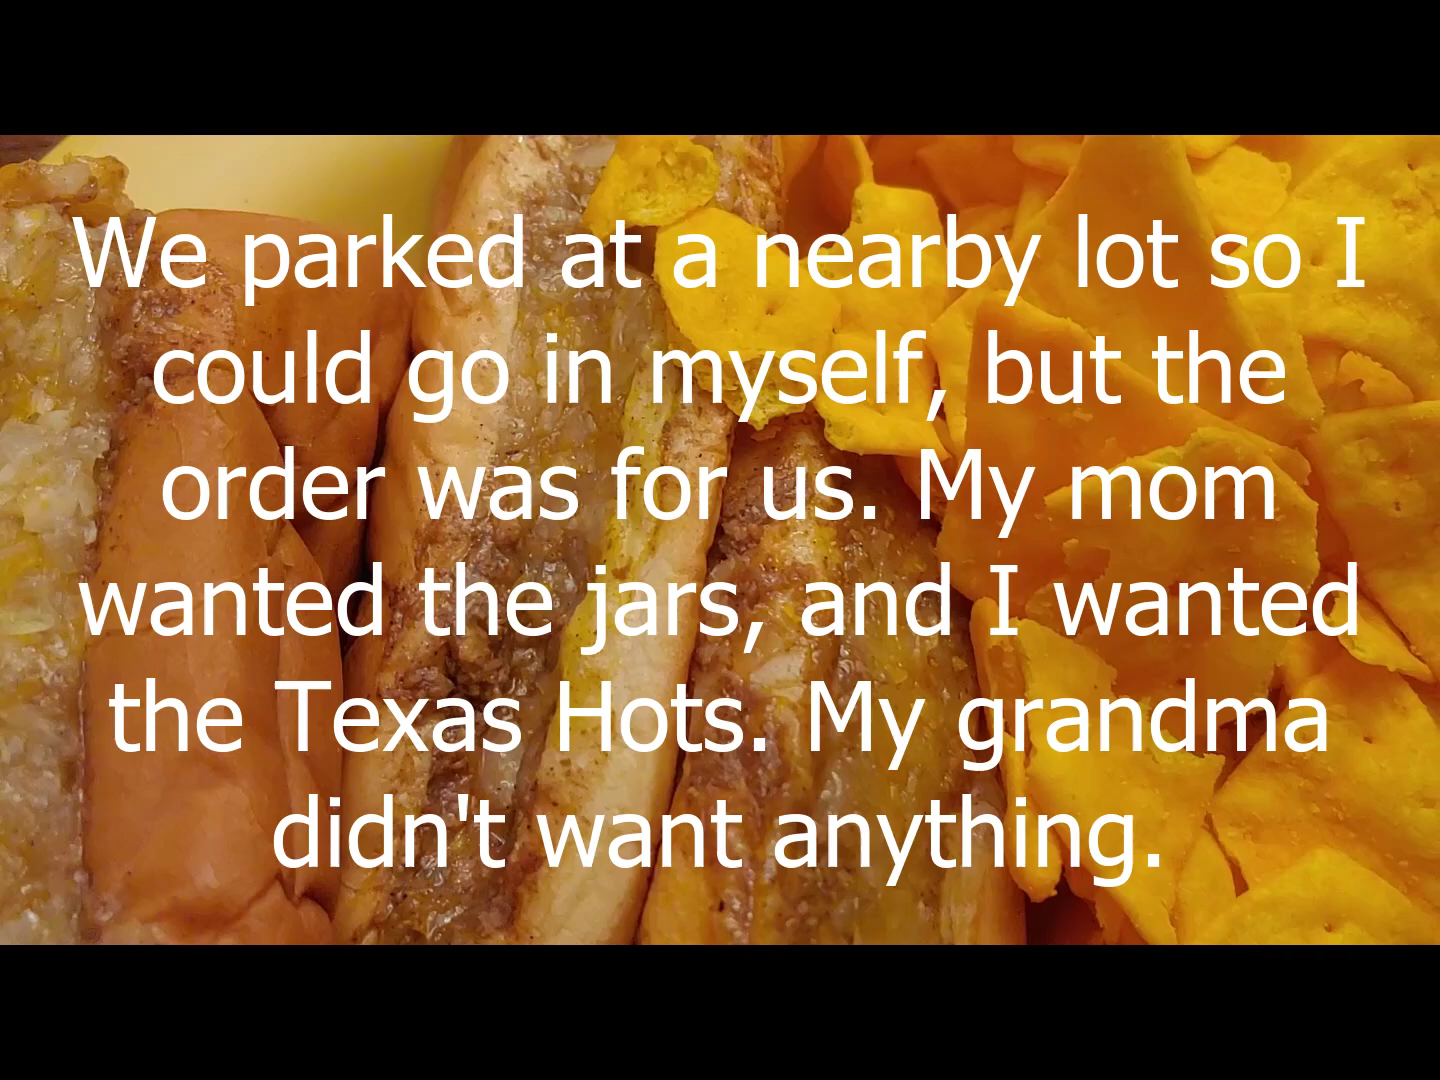 We parked at a nearby lot so I
could go in myself, but the
order was for us. My mom
wanted the jars, and I wanted
the Texas Hots. My grandma
didn't want anything.